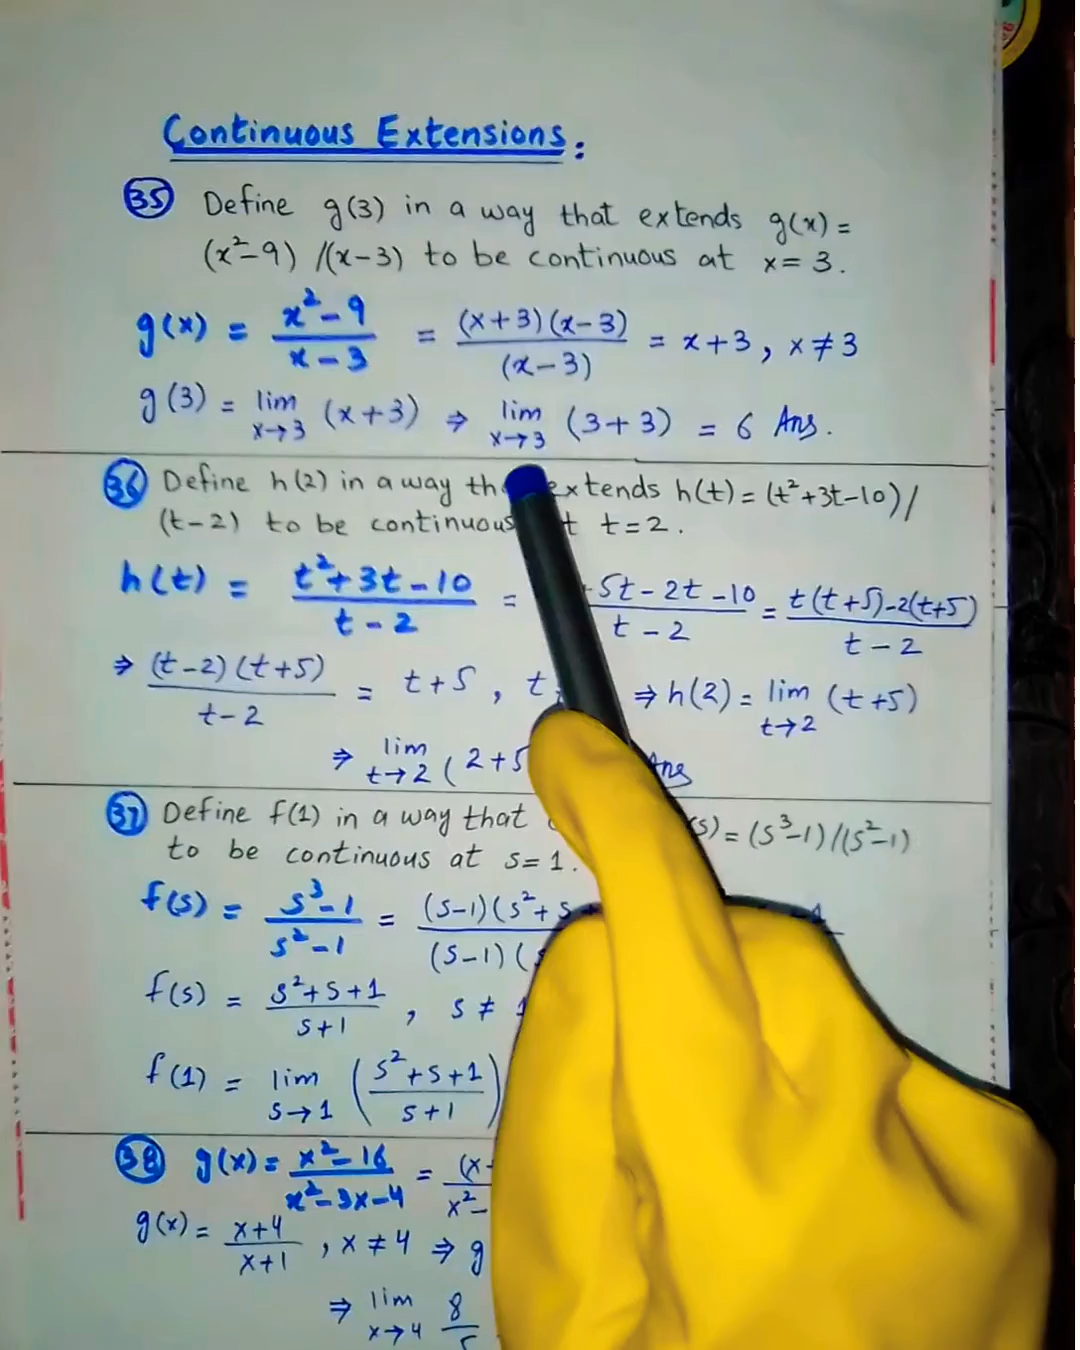 Continuous Extensions:
35 Define g(3) in a way that extends g(x) =
(x²-9) /(x-3) to be continuous at x= 3.
g(x) = x²-9 / x-3 = (x+3)(x-3) / (x-3) = x+3, x≠3
g(3) = lim x→3 (x+3) ⇒ lim x→3 (3+3) = 6 Ans.
36 Define h(2) in a way extends h(t) = (t²+3t-10)/
(t-2) to be continuous t=2.
h(t) = t²+3t-10 / t-2 = 5t-2t-10 / t-2 = t(t+5)-2(t+5) / t-2
⇒ (t-2)(t+5) / t-2 = t+5, t ⇒ h(2) = lim t→2 (t+5)
⇒ lim t→2 (2+5 Ans
37 Define f(1) in a way that (s) = (s³-1)/(s²-1)
to be continuous at s=1.
f(s) = s³-1 / s²-1 = (s-1)(s²+s / (s-1)(
f(s) = s²+s+1 / s+1, s ≠ 1
f(1) = lim s→1 (s²+s+1 / s+1)
38 g(x) = x²-16 / x²-3x-4 = (x- / x²-
g(x) = x+4 / x+1, x≠4 ⇒ g
⇒ lim x→4 8 / 5